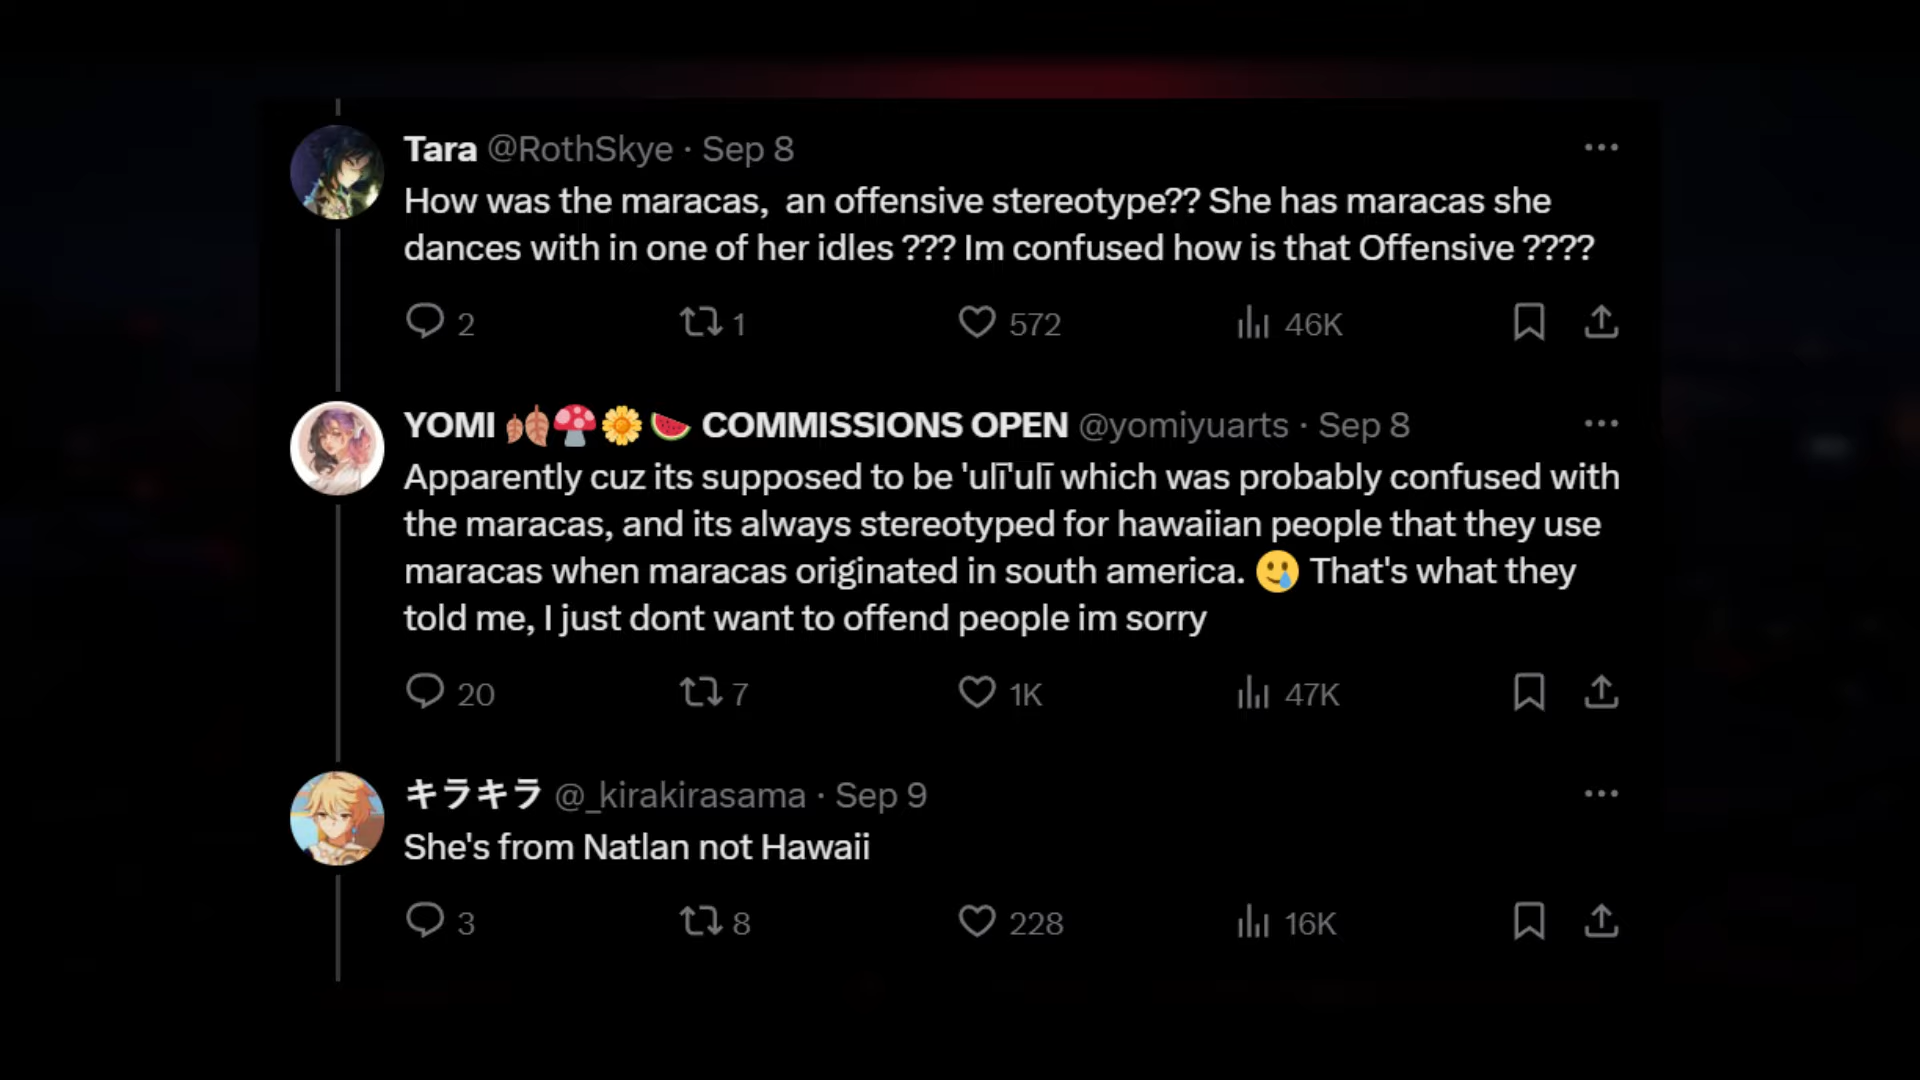 Tara @RothSkye · Sep 8
How was the maracas,  an offensive stereotype?? She has maracas she
dances with in one of her idles ??? Im confused how is that Offensive ????
2 1 572 46K
YOMI 🍂🍄🌼🍉 COMMISSIONS OPEN @yomiyuarts · Sep 8
Apparently cuz its supposed to be 'ulī'ulī which was probably confused with
the maracas, and its always stereotyped for hawaiian people that they use
maracas when maracas originated in south america. 🥲 That's what they
told me, I just dont want to offend people im sorry
20 7 1K 47K
キラキラ @_kirakirasama · Sep 9
She's from Natlan not Hawaii
3 8 228 16K